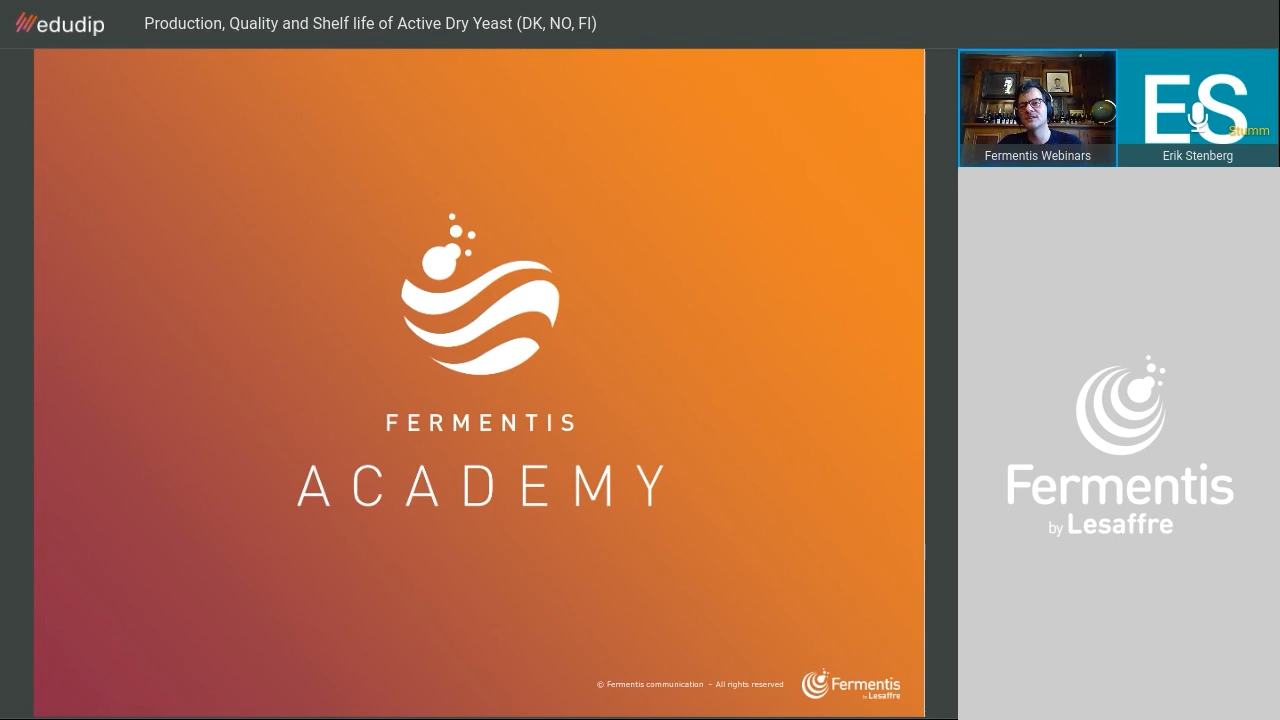 edudip
Production, Quality and Shelf life of Active Dry Yeast (DK, NO, FI)
ES
Stumm
Fermentis Webinars
Erik Stenberg
FERMENTIS
ACADEMY
Fermentis
by Lesaffre
© Fermentis communication – All rights reserved
Fermentis
by Lesaffre